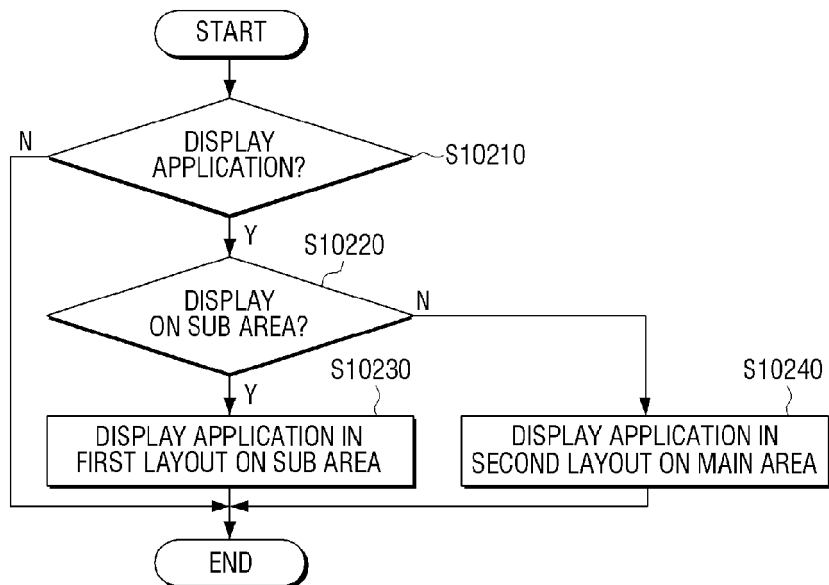 START
N
DISPLAY
APPLICATION?
S10210
Y
S10220
DISPLAY
ON SUB AREA?
N
Y
S10230
S10240
DISPLAY APPLICATION IN
FIRST LAYOUT ON SUB AREA
DISPLAY APPLICATION IN
SECOND LAYOUT ON MAIN AREA
END